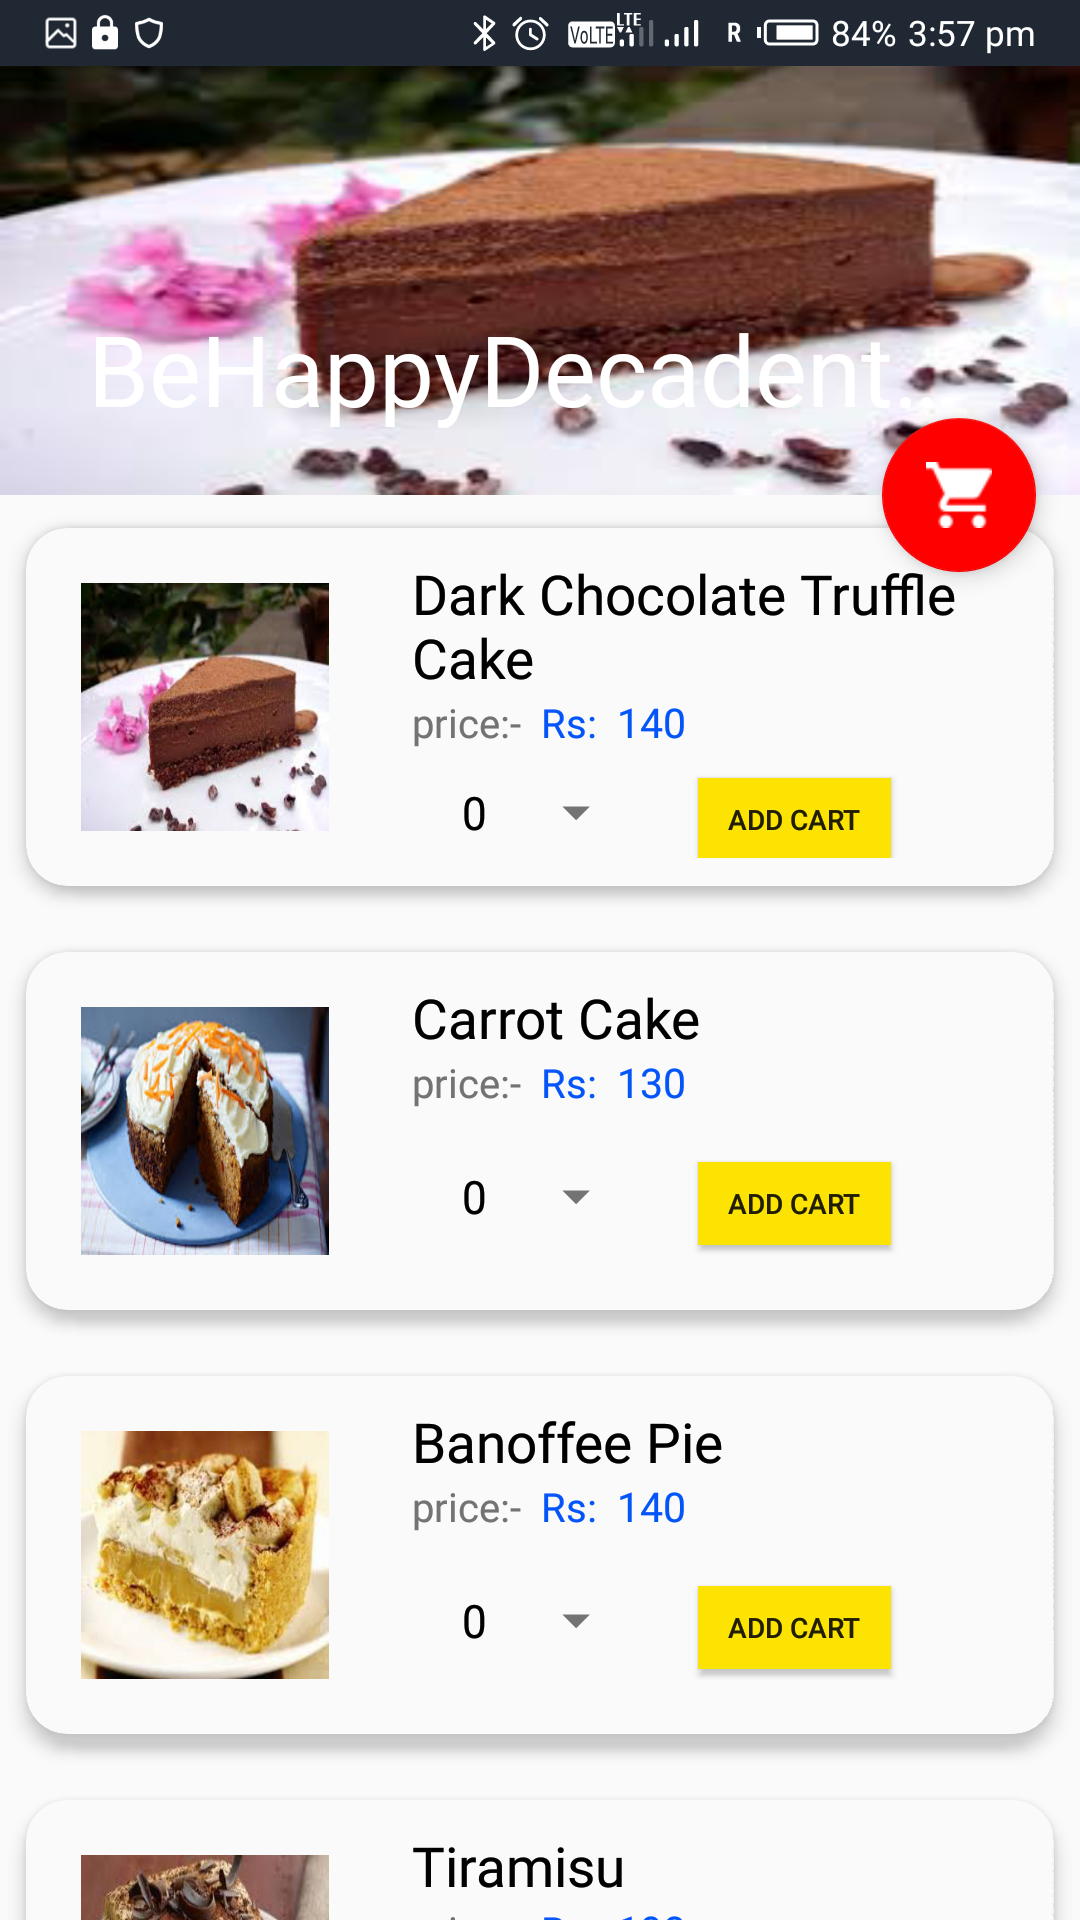 VoLTE LTE R 84% 3:57 pm
BeHappyDecadent...
Dark Chocolate Truffle
Cake
price:- Rs: 140
0 ADD CART
Carrot Cake
price:- Rs: 130
0 ADD CART
Banoffee Pie
price:- Rs: 140
0 ADD CART
Tiramisu